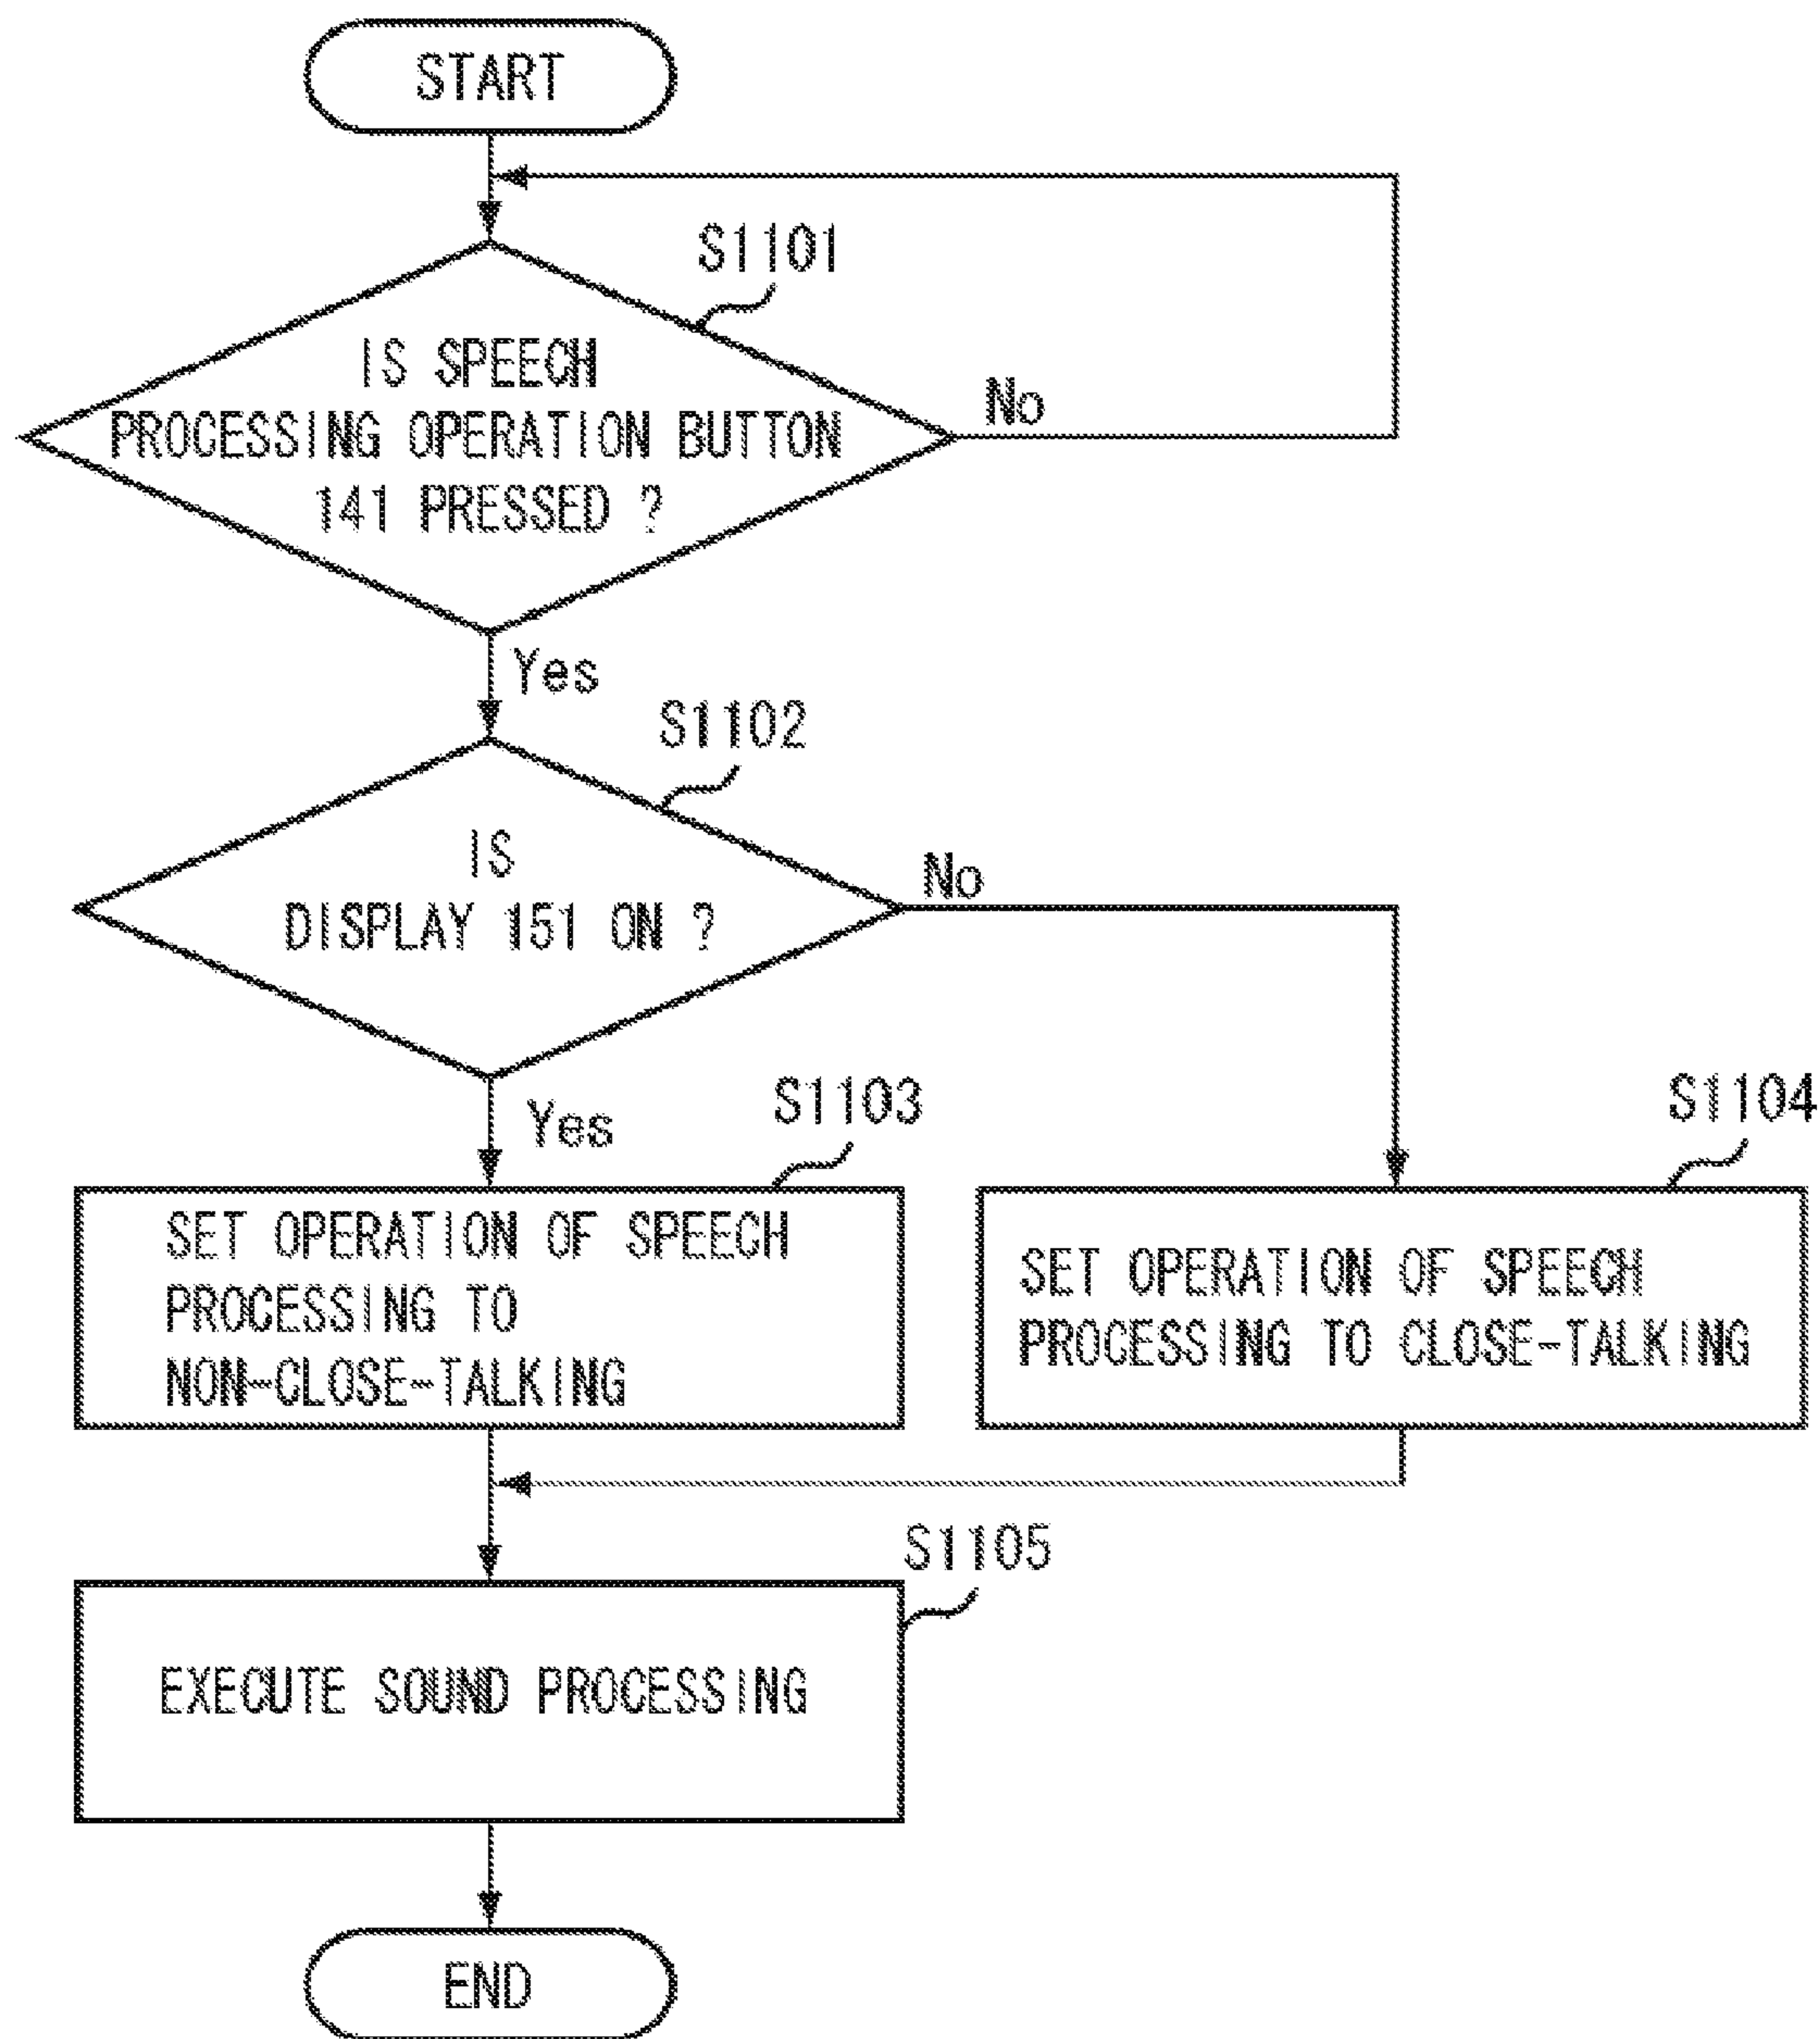 START
S1101
IS SPEECH
PROCESSING OPERATION BUTTON
141 PRESSED ?
No
Yes
S1102
IS
DISPLAY 151 ON ?
No
Yes
S1103
SET OPERATION OF SPEECH
PROCESSING TO
NON-CLOSE-TALKING
S1104
SET OPERATION OF SPEECH
PROCESSING TO CLOSE-TALKING
S1105
EXECUTE SOUND PROCESSING
END